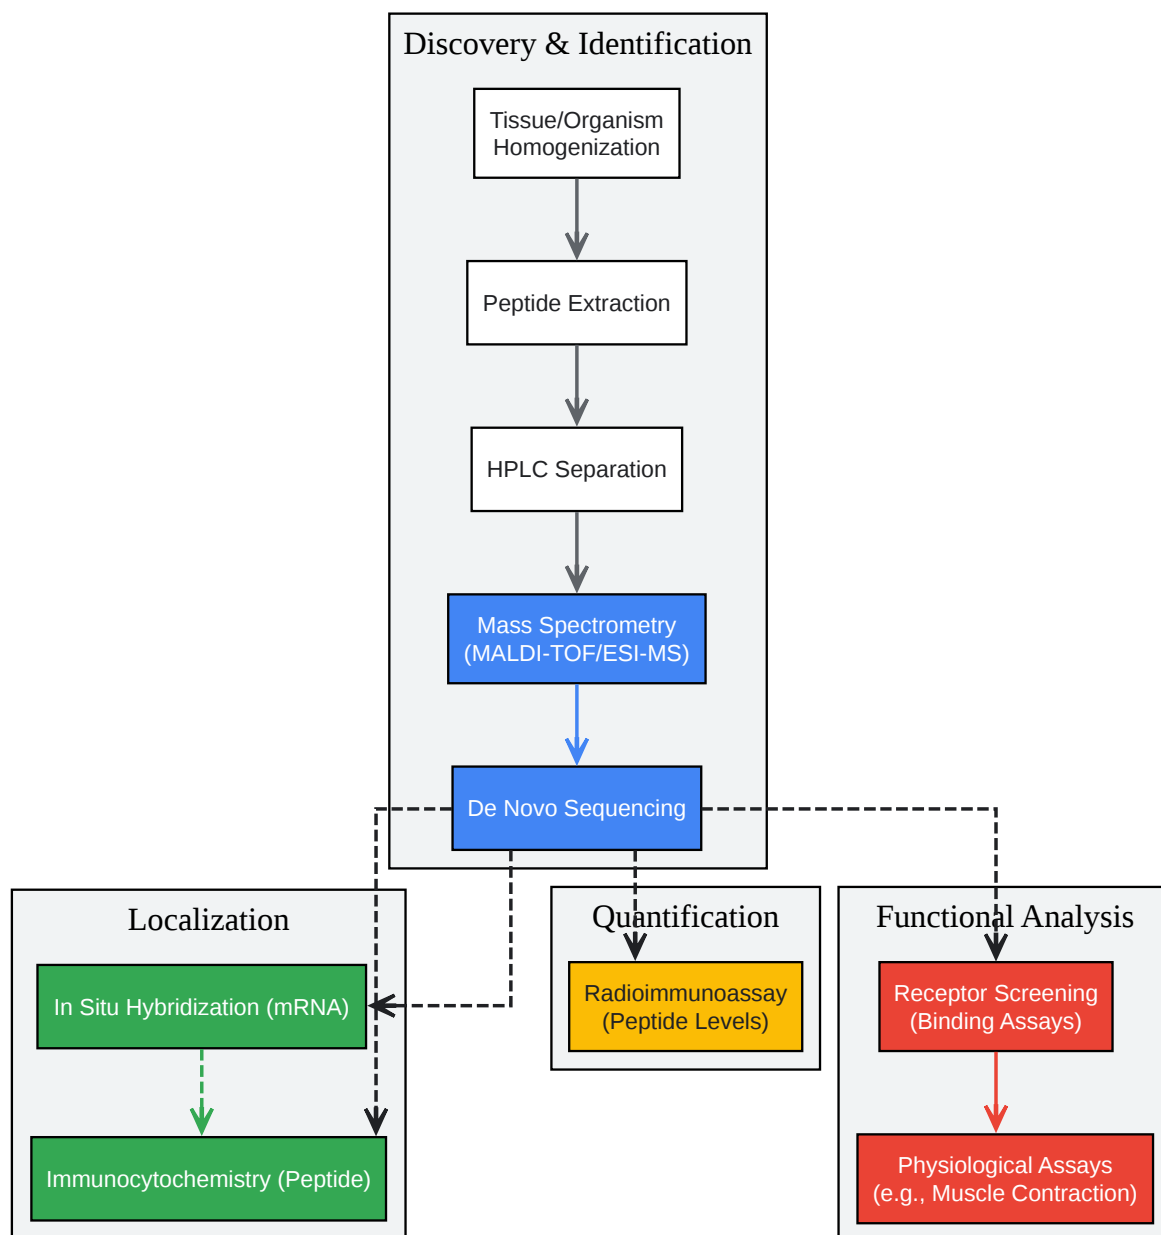 Discovery & Identification
Tissue/Organism
Homogenization
Peptide Extraction
HPLC Separation
Mass Spectrometry
(MALDI-TOF/ESI-MS)
De Novo Sequencing
Localization
In Situ Hybridization (mRNA)
Immunocytochemistry (Peptide)
Quantification
Radioimmunoassay
(Peptide Levels)
Functional Analysis
Receptor Screening
(Binding Assays)
Physiological Assays
(e.g., Muscle Contraction)